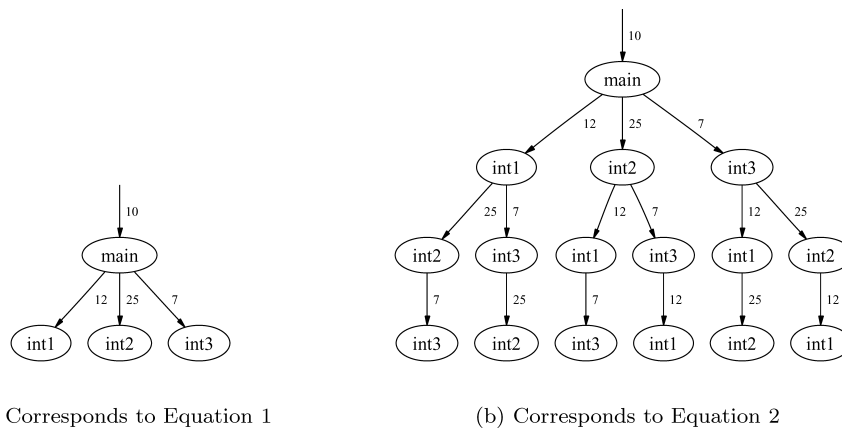 10
main
12 25 7
int1 int2 int3
25 7 12 7 12 25
int2 int3 int1 int3 int1 int2
7 25 7 12 25 12
int3 int2 int3 int1 int2 int1
10
main
12 25 7
int1 int2 int3
Corresponds to Equation 1
(b) Corresponds to Equation 2